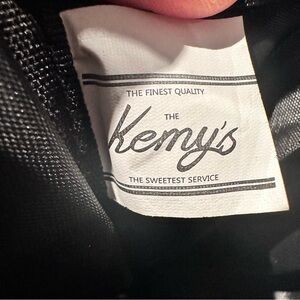 THE FINEST QUALITY
THE
Kemy's
THE SWEETEST SERVICE